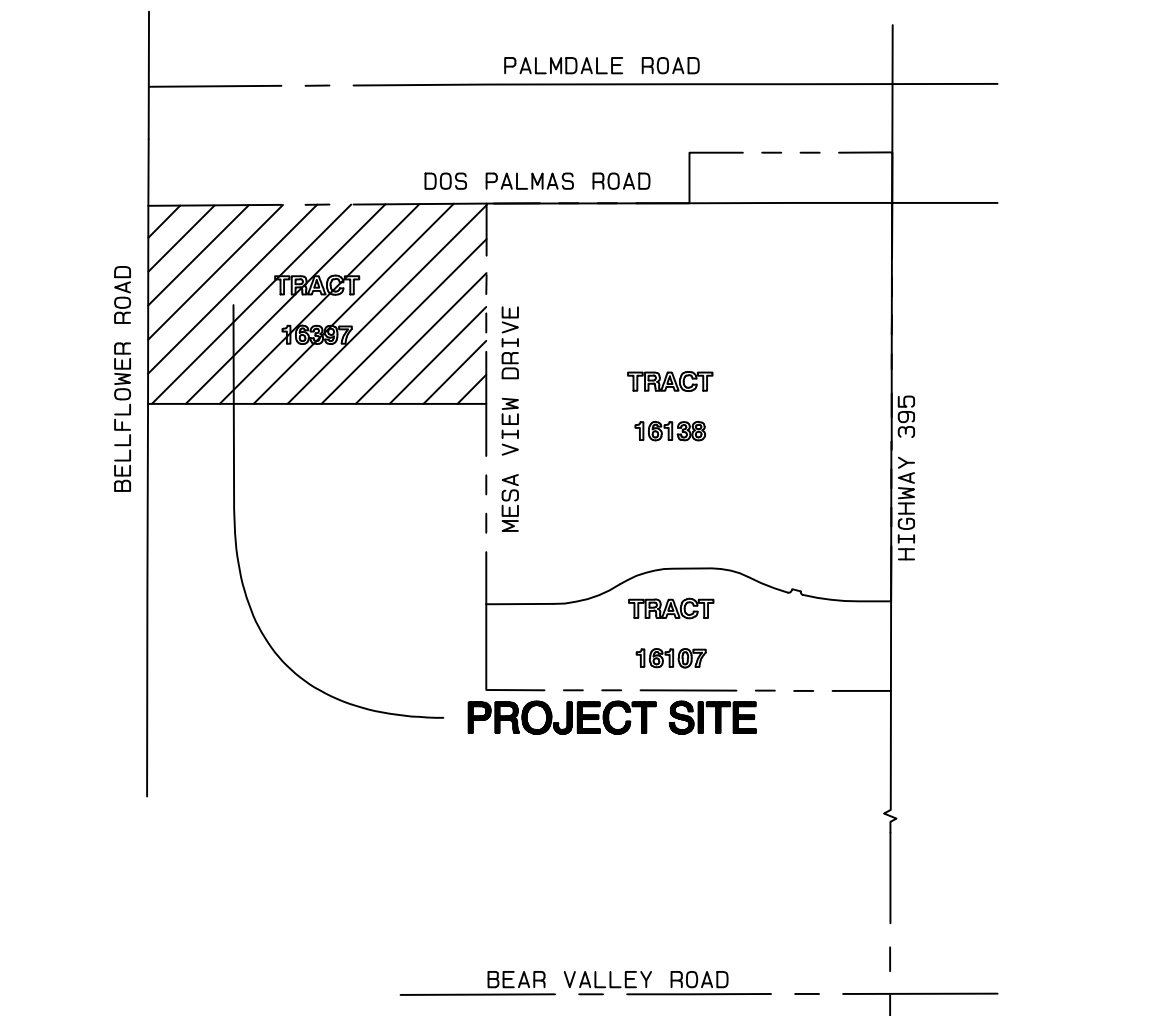 PALMDALE ROAD
DOS PALMAS ROAD
BELLFLOWER ROAD
TRACT
16397
MESA VIEW DRIVE
TRACT
16138
HIGHWAY 395
TRACT
16107
PROJECT SITE
BEAR VALLEY ROAD